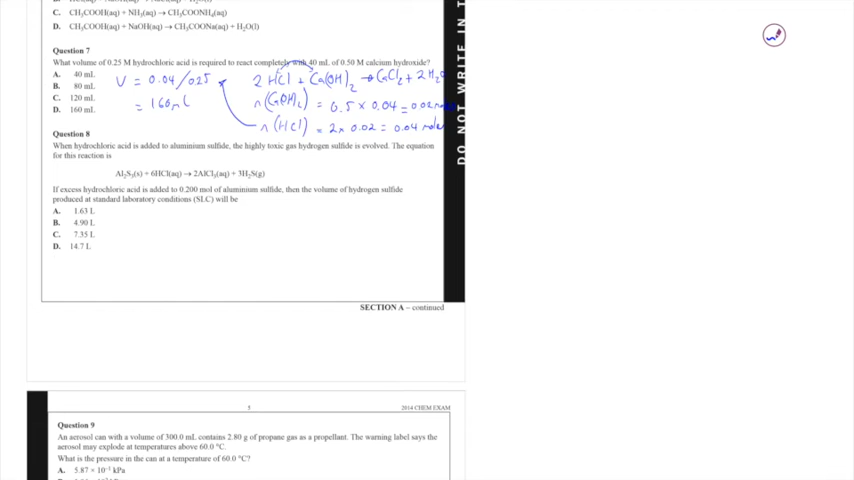 C. CH₃COOH(aq) + NH₃(aq) → CH₃COONH₄(aq)
D. CH₃COOH(aq) + NaOH(aq) → CH₃COONa(aq) + H₂O(l)
Question 7
What volume of 0.25 M hydrochloric acid is required to react completely with 40 mL of 0.50 M calcium hydroxide?
A. 40 mL
B. 80 mL
C. 120 mL
D. 160 mL
V = 0.04/025
= 160mL
2 HCl + Ca(OH)₂ → CaCl₂ + 2H₂O
n(Ca(OH)₂) = 0.5 × 0.04 = 0.02
n(HCl) = 2 × 0.02 = 0.04 moles
DO NOT WRITE IN T
Question 8
When hydrochloric acid is added to aluminium sulfide, the highly toxic gas hydrogen sulfide is evolved. The equation
for this reaction is
Al₂S₃(s) + 6HCl(aq) → 2AlCl₃(aq) + 3H₂S(g)
If excess hydrochloric acid is added to 0.200 mol of aluminium sulfide, then the volume of hydrogen sulfide
produced at standard laboratory conditions (SLC) will be
A. 1.63 L
B. 4.90 L
C. 7.35 L
D. 14.7 L
SECTION A – continued
5
2014 CHEM EXAM
Question 9
An aerosol can with a volume of 300.0 mL contains 2.80 g of propane gas as a propellant. The warning label says the
aerosol may explode at temperatures above 60.0 °C.
What is the pressure in the can at a temperature of 60.0 °C?
A. 5.87 × 10⁻¹ kPa